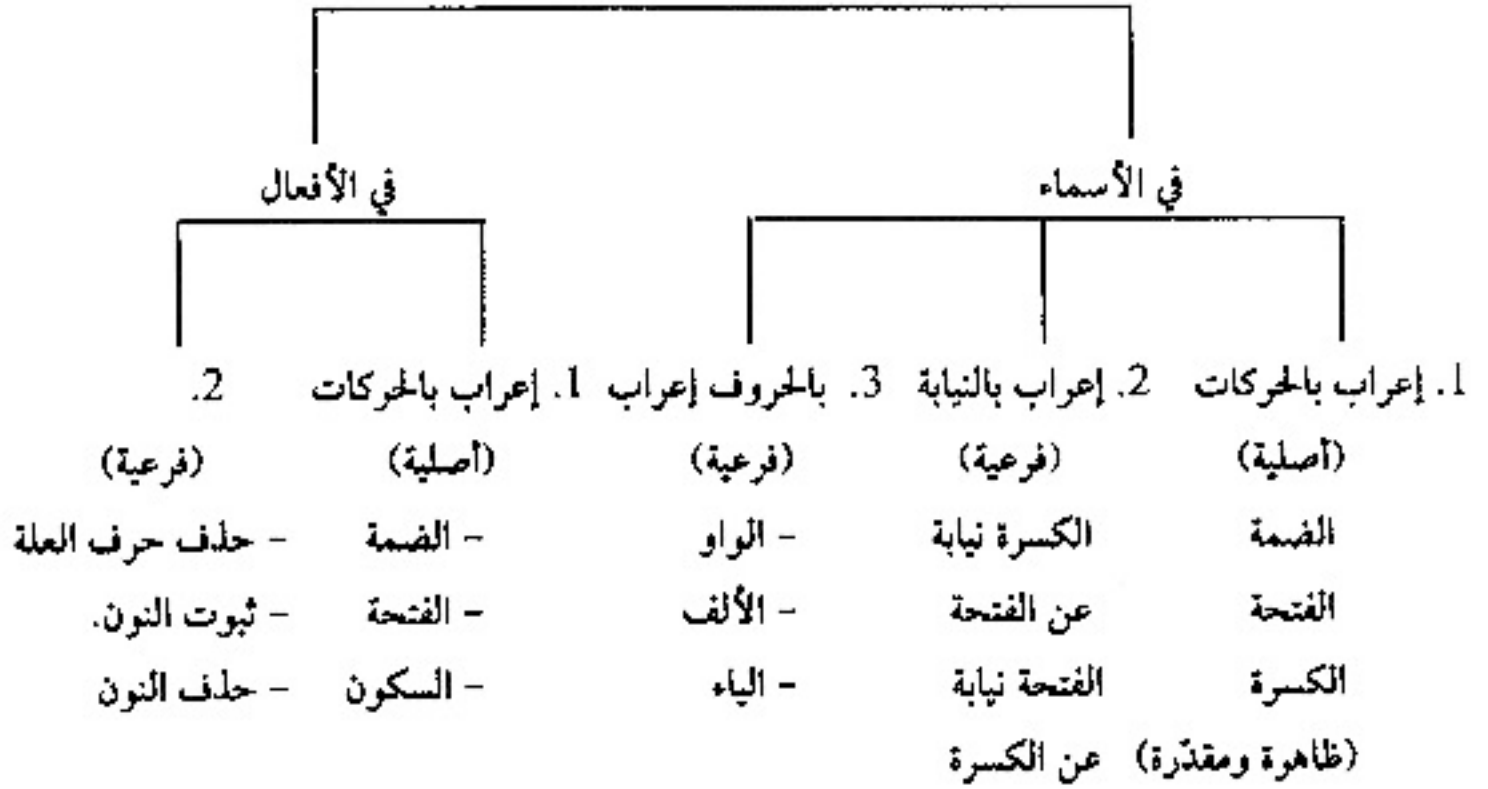 في الأسماء في الأفعال
1. إعراب بالحركات 2. إعراب بالنيابة 3. بالحروف إعراب 1. إعراب بالحركات 2.
(أصلية) (فرعية) (فرعية) (أصلية) (فرعية)
الضمة الكسرة نيابة - الواو - الضمة - حذف حرف العلة
الفتحة عن الفتحة - الألف - الفتحة - ثبوت النون.
الكسرة الفتحة نيابة - الياء - السكون - حذف النون
(ظاهرة ومقدّرة) عن الكسرة